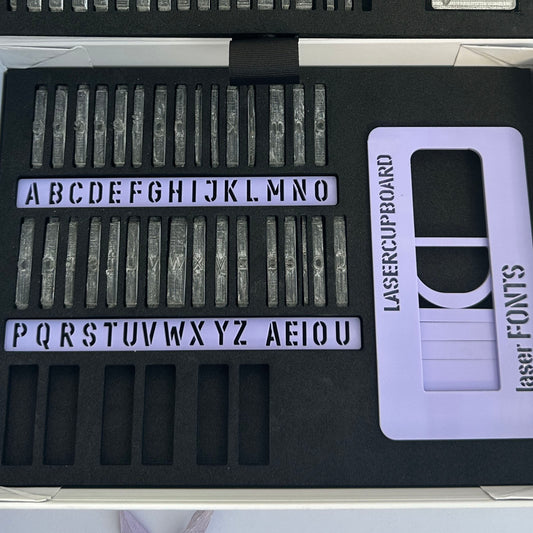 ABCDEFGHIJKLMNO
PQRSTUVWXYZ AEIOU
LASERCUPBOARD
laser FONTS